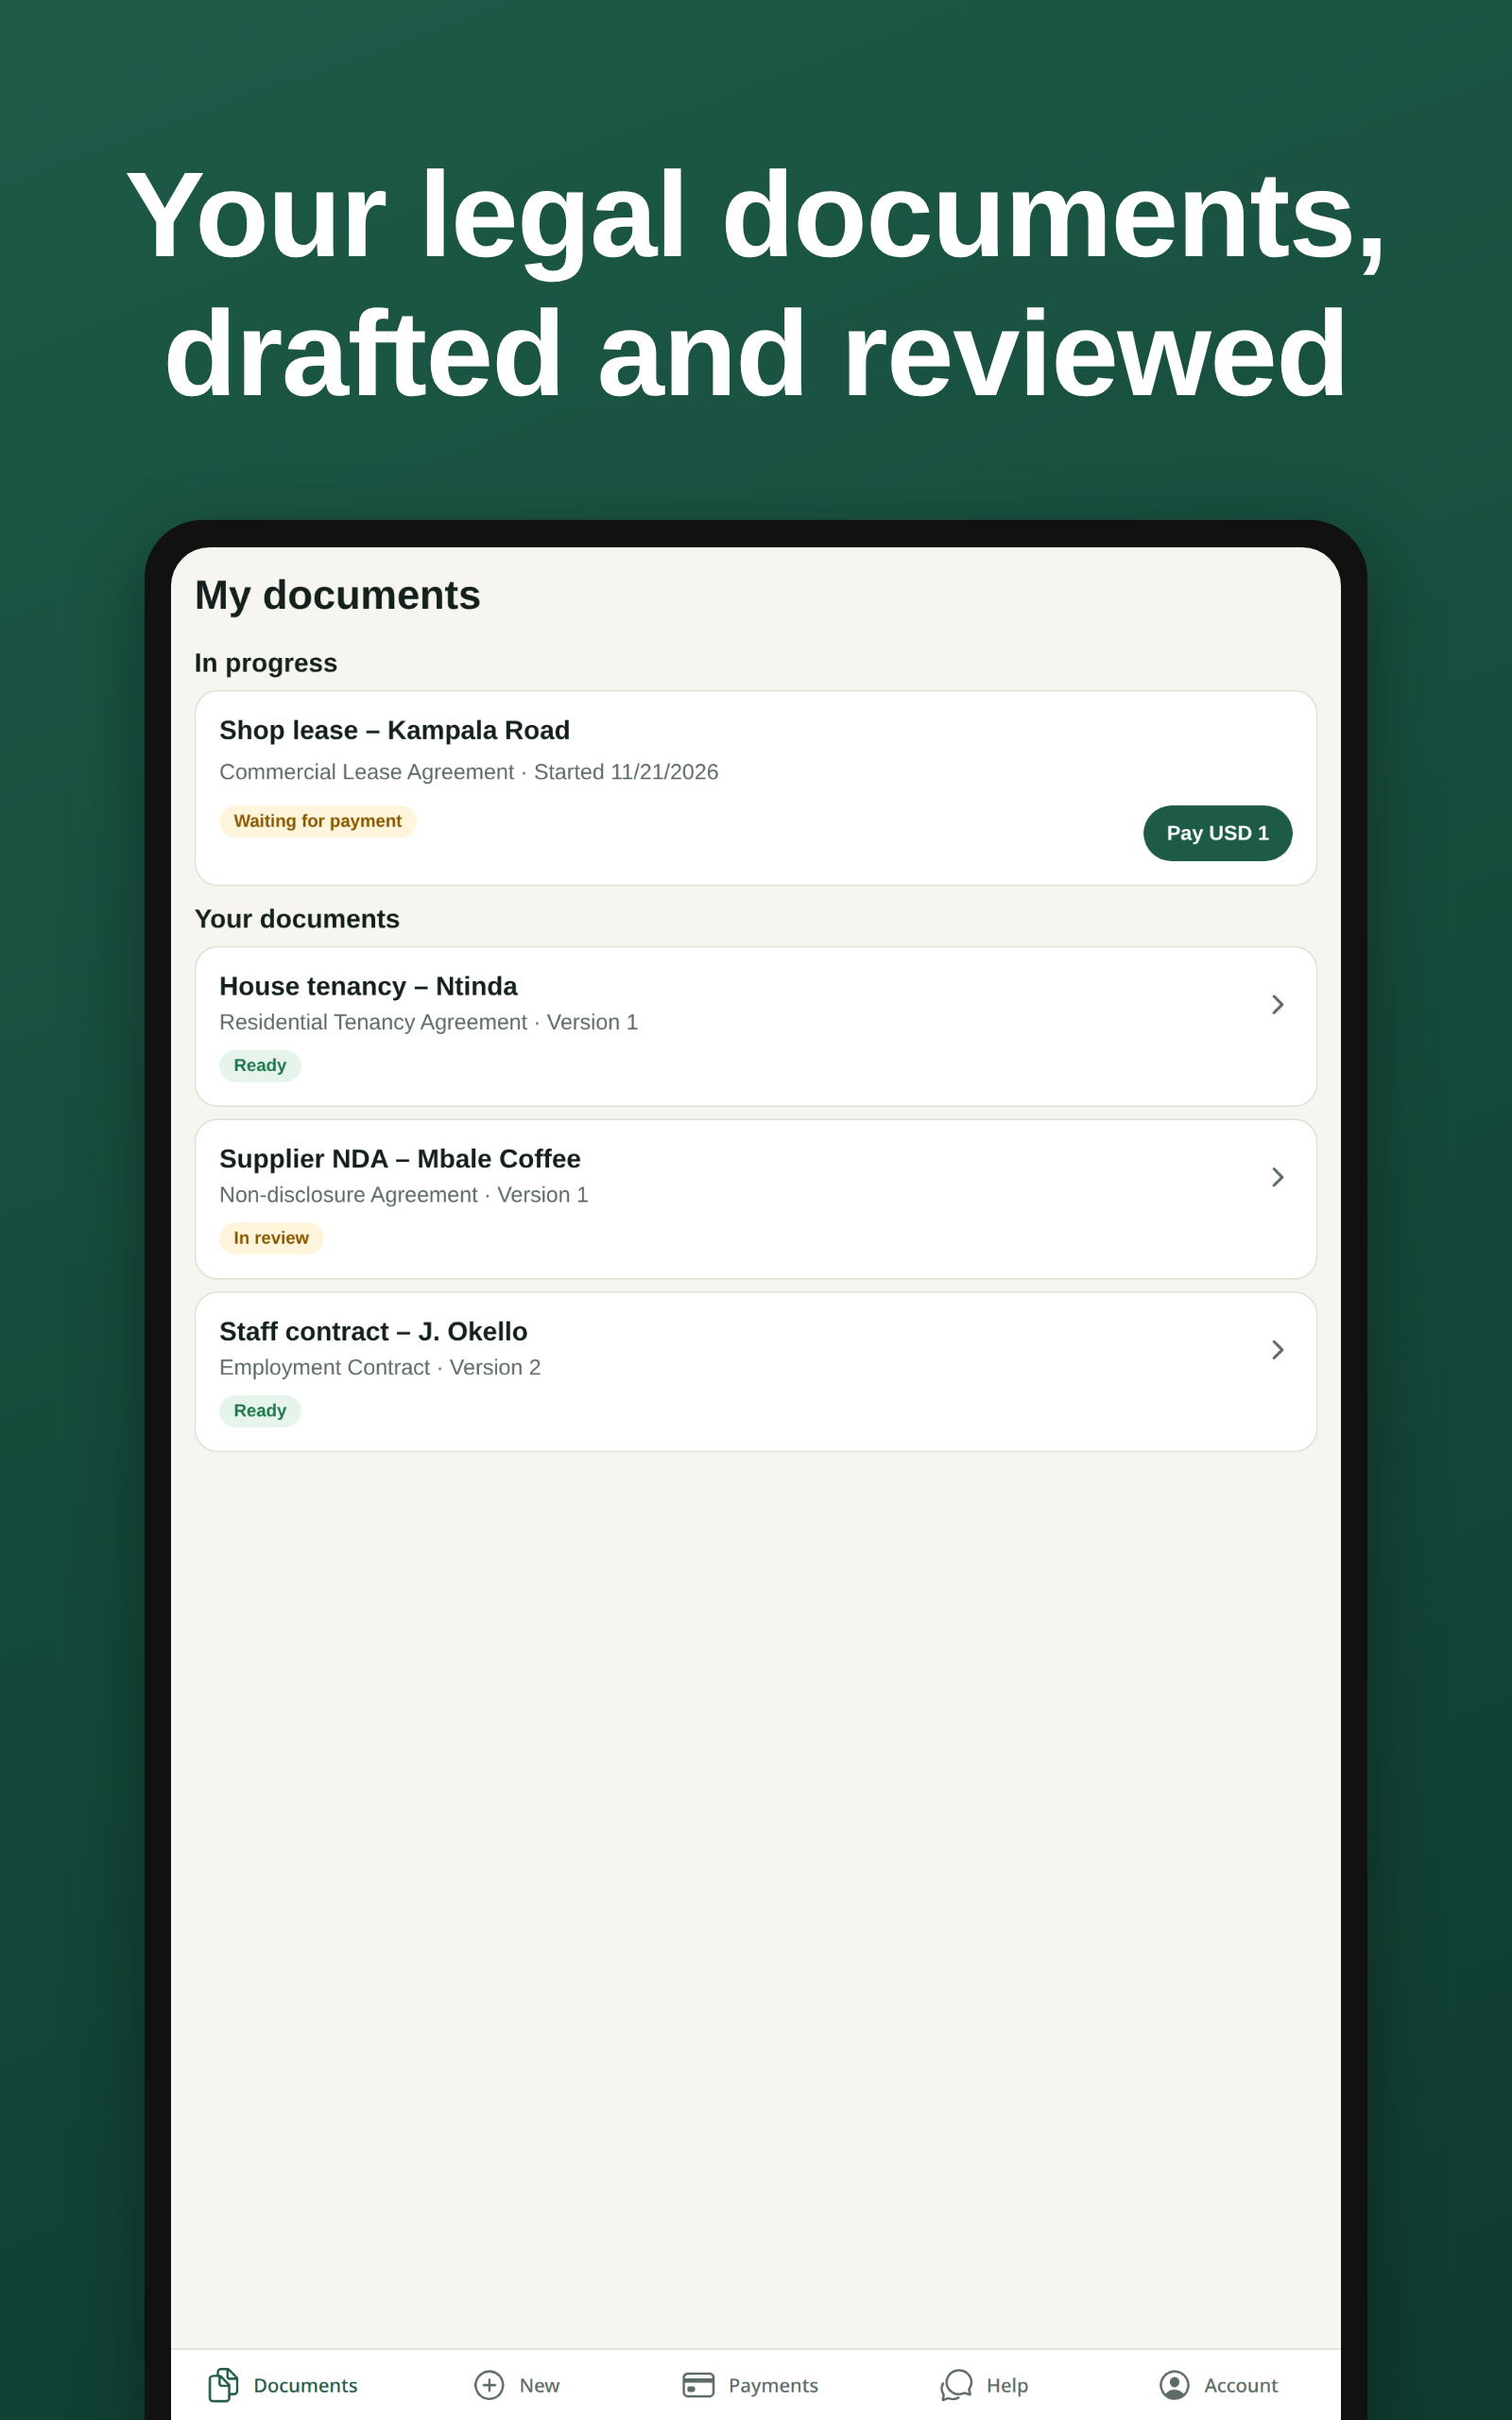 Your legal documents,
drafted and reviewed
My documents
In progress
Shop lease – Kampala Road
Commercial Lease Agreement · Started 11/21/2026
Waiting for payment
Pay USD 1
Your documents
House tenancy – Ntinda
Residential Tenancy Agreement · Version 1
Ready
Supplier NDA – Mbale Coffee
Non-disclosure Agreement · Version 1
In review
Staff contract – J. Okello
Employment Contract · Version 2
Ready
Documents New Payments Help Account